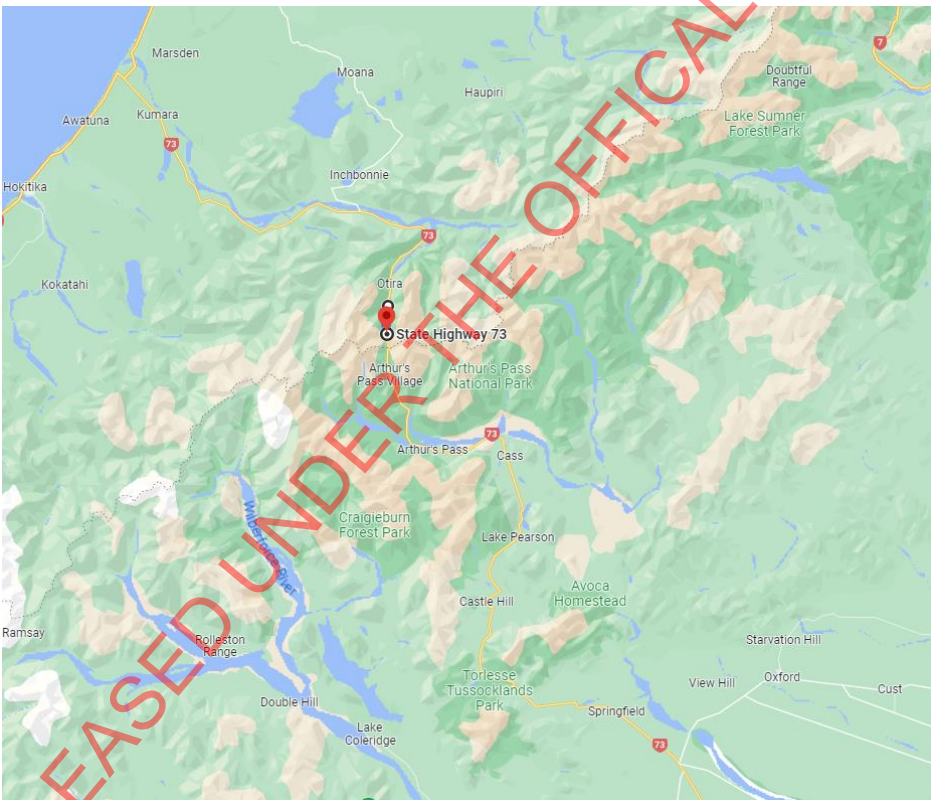 Marsden
7
Moana
Doubtful
Range
Haupiri
Kumara
Awatuna
Lake Sumner
Forest Park
73
Inchbonnie
Hokitika
73
Kokatahi
Otira
State Highway 73
Arthur's
Pass Village
Arthur's Pass
National Park
73
Arthur's Pass
Cass
Wilberforce River
Craigieburn
Forest Park
Lake Pearson
Avoca
Homestead
Castle Hill
Ramsay
Rolleston
Range
Starvation Hill
Torlesse
Tussocklands
Park
View Hill
Oxford
Cust
Double Hill
Springfield
Lake
Coleridge
73
EASED UNDER THE OFFICAL